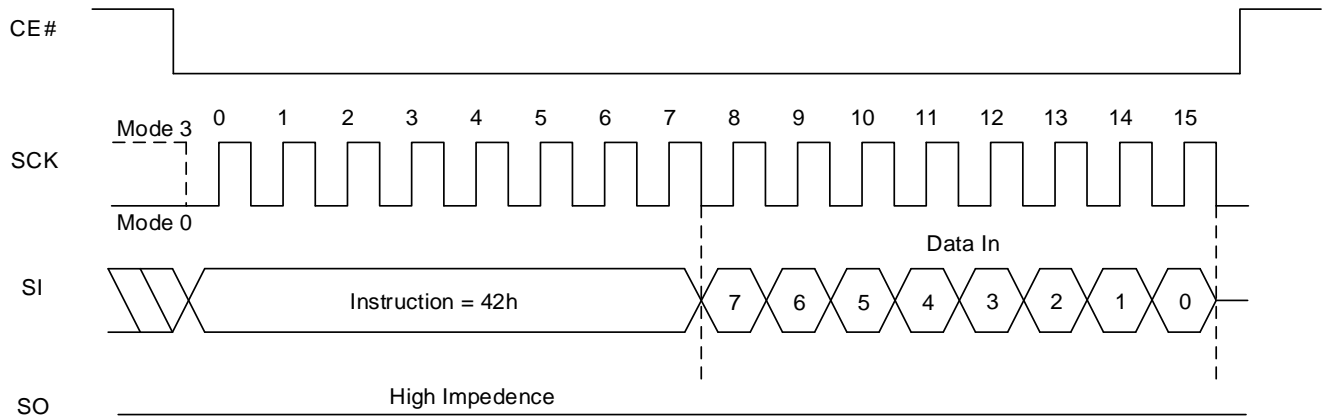 CE#
0 1 2 3 4 5 6 7 8 9 10 11 12 13 14 15
Mode 3
SCK
Mode 0
Data In
SI
Instruction = 42h
7 6 5 4 3 2 1 0
High Impedence
SO